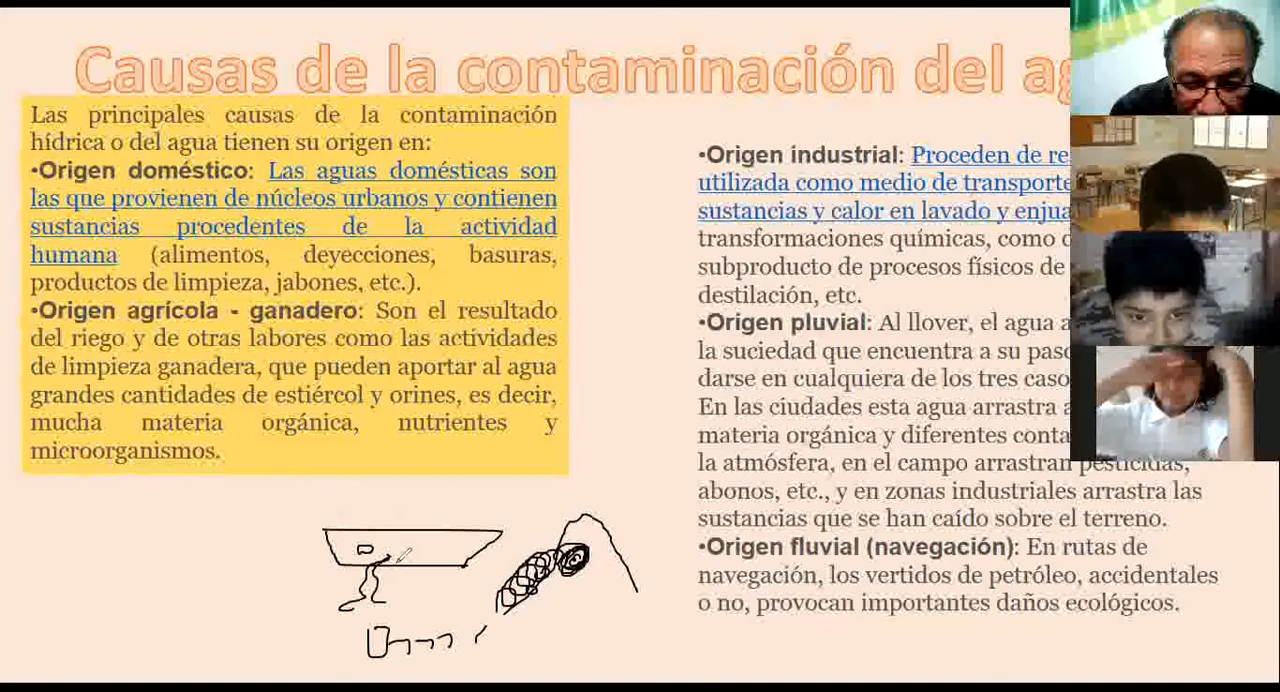 Causas de la contaminación del
Las principales causas de la contaminación
hídrica o del agua tienen su origen en:
•Origen doméstico: Las aguas domésticas son
las que provienen de núcleos urbanos y contienen
sustancias procedentes de la actividad
humana (alimentos, deyecciones, basuras,
productos de limpieza, jabones, etc.).
•Origen agrícola - ganadero: Son el resultado
del riego y de otras labores como las actividades
de limpieza ganadera, que pueden aportar al agua
grandes cantidades de estiércol y orines, es decir,
mucha materia orgánica, nutrientes y
microorganismos.
•Origen industrial: Proceden de
utilizada como medio de transporte
sustancias y calor en lavado y
transformaciones químicas, como
subproducto de procesos físicos de
destilación, etc.
•Origen pluvial: Al llover, el agua
la suciedad que encuentra a su paso
darse en cualquiera de los tres caso
En las ciudades esta agua arrastra
materia orgánica y diferentes
la atmósfera, en el campo arrastran pesticidas,
abonos, etc., y en zonas industriales arrastra las
sustancias que se han caído sobre el terreno.
•Origen fluvial (navegación): En rutas de
navegación, los vertidos de petróleo, accidentales
o no, provocan importantes daños ecológicos.